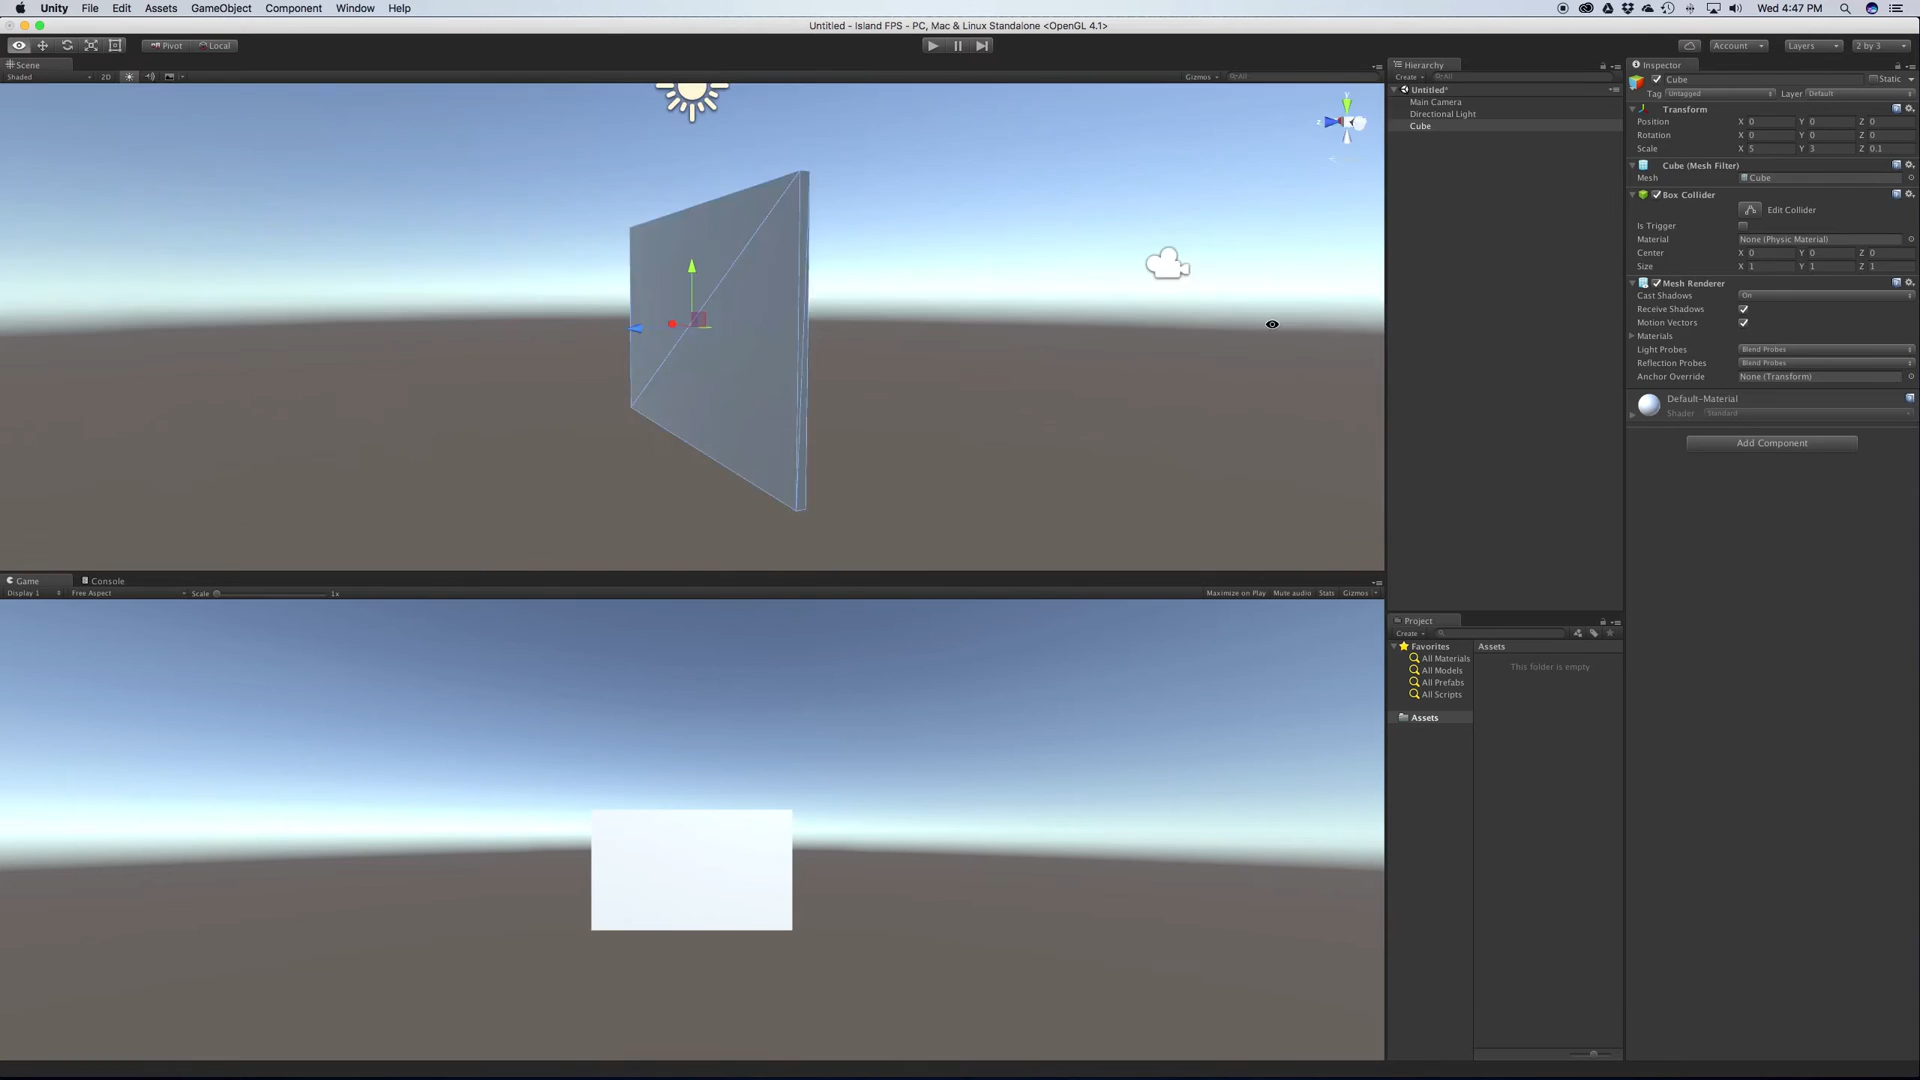 Unity File Edit Assets GameObject Component Window Help
Wed 4:47 PM
Untitled - Island FPS - PC, Mac & Linux Standalone <OpenGL 4.1>
Pivot Local
Account Layers 2 by 3
Scene
Shaded 2D Gizmos All
y
z
Game Console
Display 1 Free Aspect Scale 1x
Maximize on Play Mute audio Stats Gizmos
Hierarchy
Create All
Untitled*
Main Camera
Directional Light
Cube
Project
Create
Favorites
All Materials
All Models
All Prefabs
All Scripts
Assets
Assets
This folder is empty
Inspector
Cube Static
Tag Untagged Layer Default
Transform
Position X 0 Y 0 Z 0
Rotation X 0 Y 0 Z 0
Scale X 5 Y 3 Z 0.1
Cube (Mesh Filter)
Mesh Cube
Box Collider
Edit Collider
Is Trigger
Material None (Physic Material)
Center X 0 Y 0 Z 0
Size X 1 Y 1 Z 1
Mesh Renderer
Cast Shadows On
Receive Shadows
Motion Vectors
Materials
Light Probes Blend Probes
Reflection Probes Blend Probes
Anchor Override None (Transform)
Default-Material
Shader Standard
Add Component